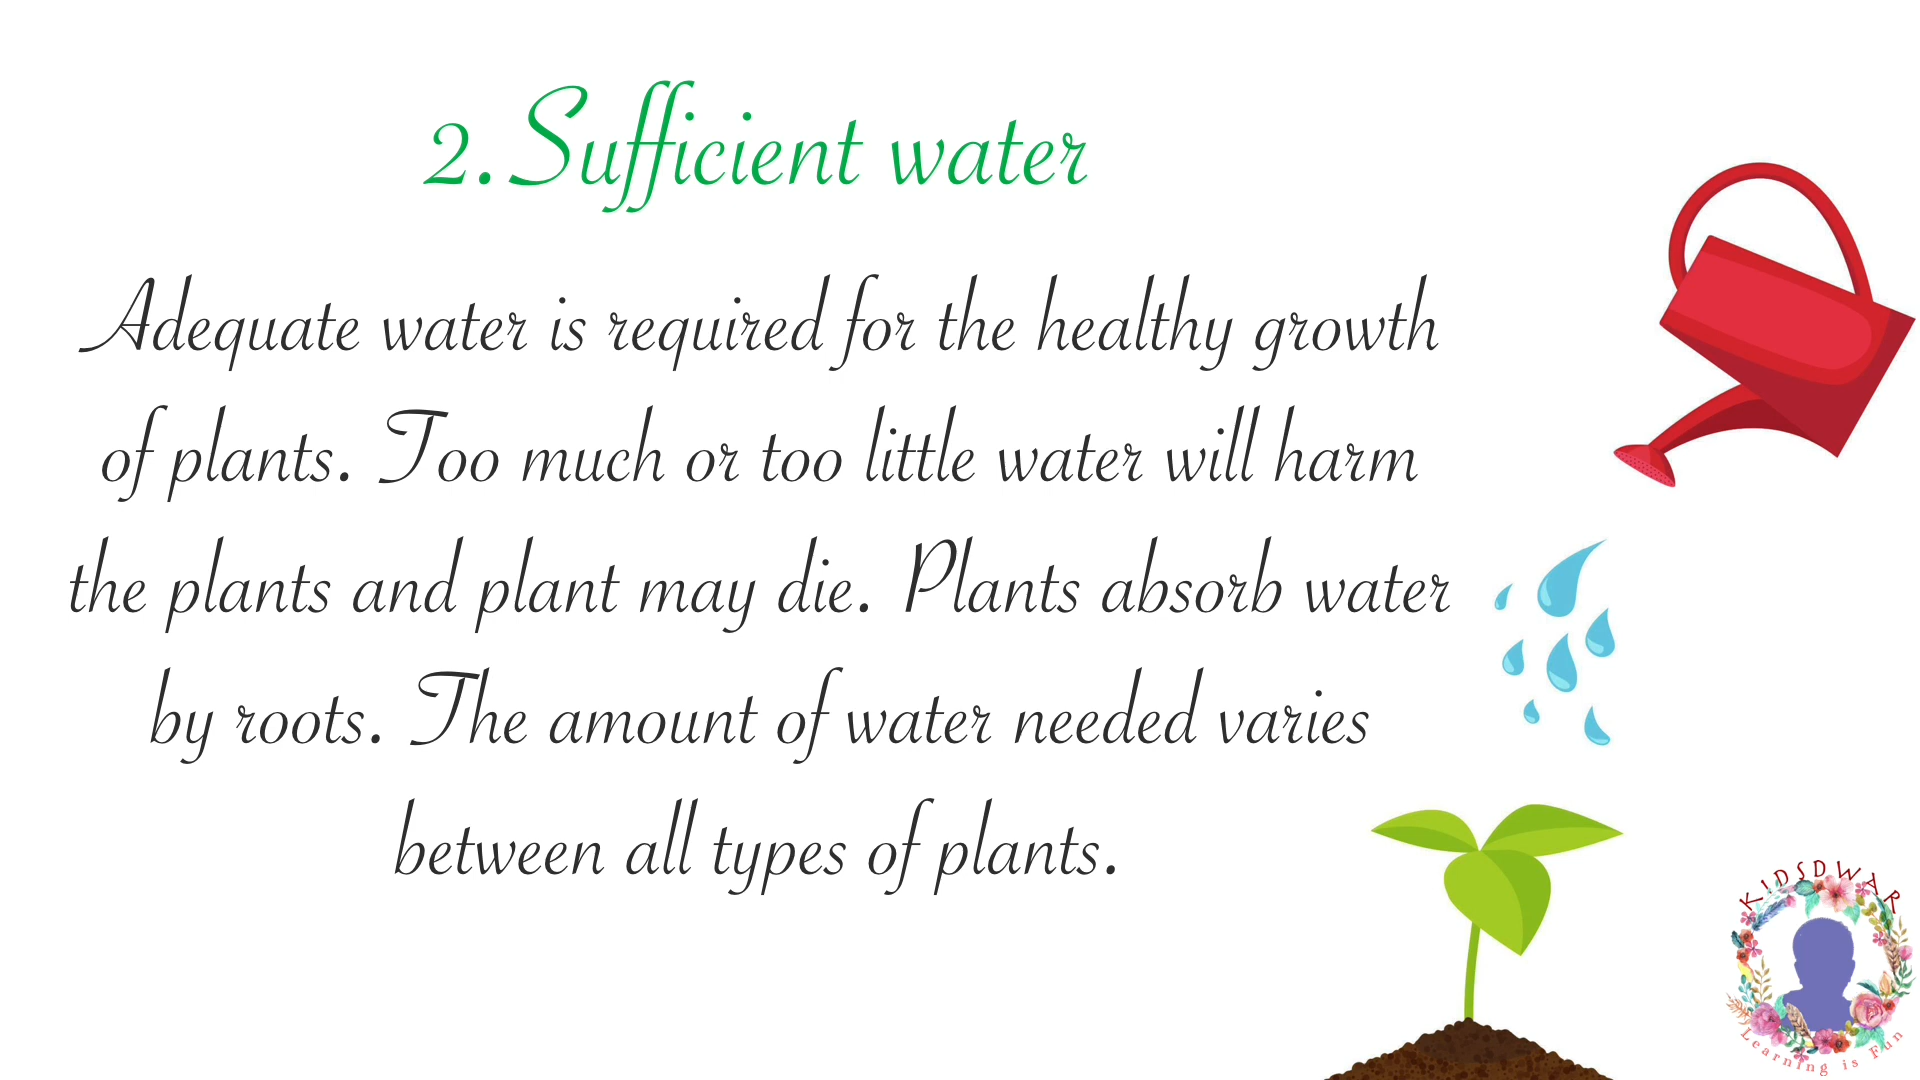 2. Sufficient water
Adequate water is required for the healthy growth
of plants. Too much or too little water will harm
the plants and plant may die. Plants absorb water
by roots. The amount of water needed varies
between all types of plants.
KIDSDWAR
Learning is Fun